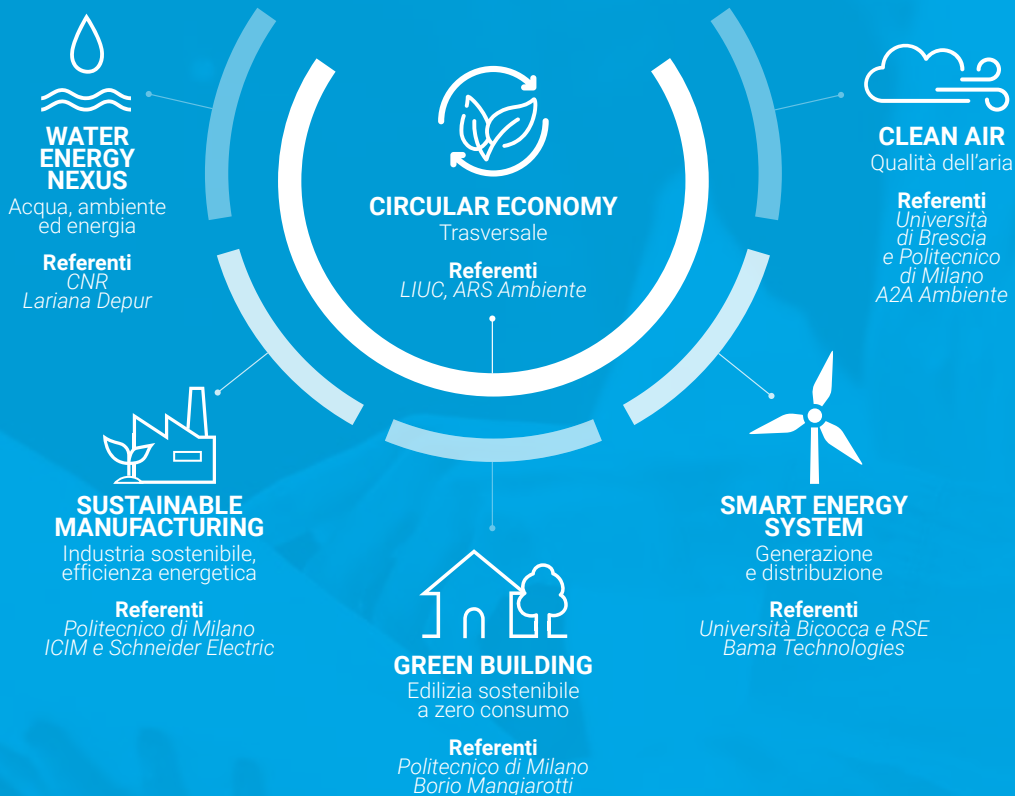 WATER
ENERGY
NEXUS
Acqua, ambiente
ed energia
Referenti
CNR
Lariana Depur
CIRCULAR ECONOMY
Trasversale
Referenti
LIUC, ARS Ambiente
CLEAN AIR
Qualità dell'aria
Referenti
Università
di Brescia
e Politecnico
di Milano
A2A Ambiente
SUSTAINABLE
MANUFACTURING
Industria sostenibile,
efficienza energetica
Referenti
Politecnico di Milano
ICIM e Schneider Electric
GREEN BUILDING
Edilizia sostenibile
a zero consumo
Referenti
Politecnico di Milano
Borio Mangiarotti
SMART ENERGY
SYSTEM
Generazione
e distribuzione
Referenti
Università Bicocca e RSE
Bama Technologies